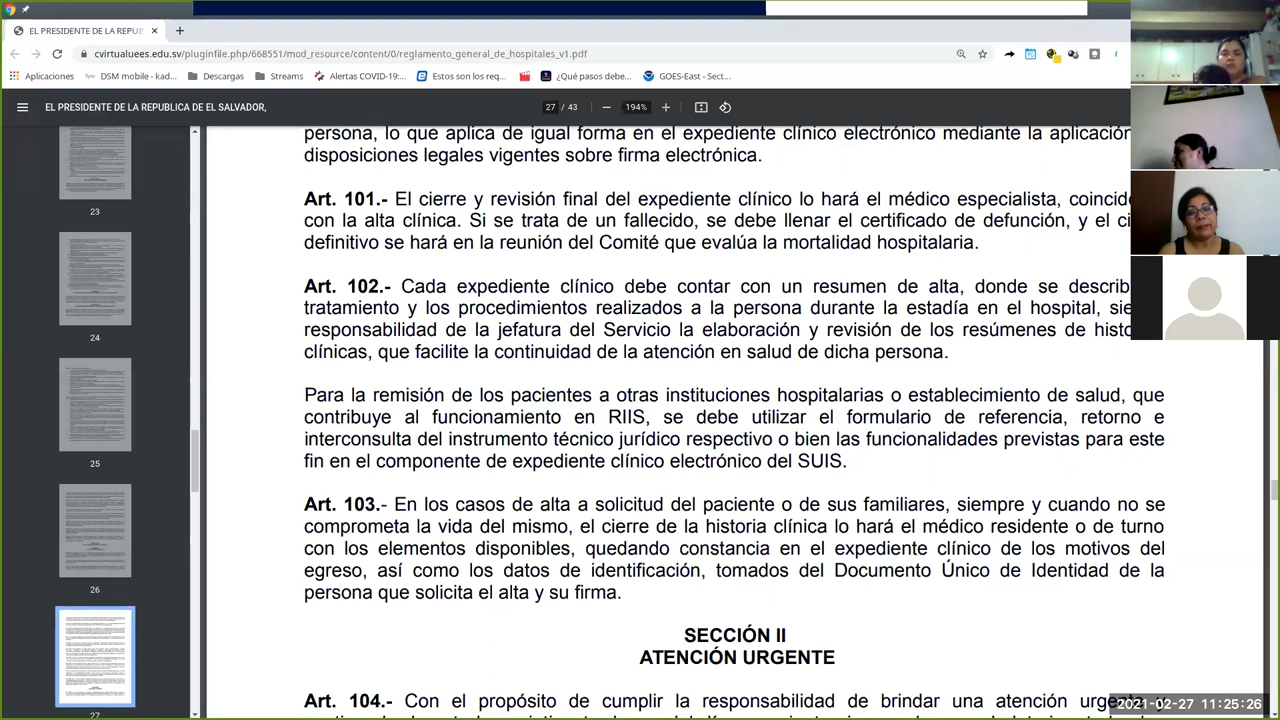 EL PRESIDENTE DE LA REPUB
cvirtualuees.edu.sv/pluginfile.php/668551/mod_resource/content/0/reglamento_general_de_hospitales_v1.pdf
Aplicaciones DSM mobile - kad... Descargas Streams Alertas COVID-19:... Estos son los req... ¿Qué pasos debe... GOES-East - Sect...
EL PRESIDENTE DE LA REPUBLICA DE EL SALVADOR,
27 / 43
194%
23
24
25
26
27
persona, lo que aplica de igual forma en el expediente clínico electrónico mediante la aplicación
disposiciones legales vigentes sobre firma electrónica.
Art. 101.- El cierre y revisión final del expediente clínico lo hará el médico especialista, coincid
con la alta clínica. Si se trata de un fallecido, se debe llenar el certificado de defunción, y el ci
definitivo se hará en la reunión del Comité que evalúa la mortalidad hospitalaria.
Art. 102.- Cada expediente clínico debe contar con un resumen de alta, donde se describ
tratamiento y los procedimientos realizados a la persona durante la estadía en el hospital, sie
responsabilidad de la jefatura del Servicio la elaboración y revisión de los resúmenes de histo
clínicas, que facilite la continuidad de la atención en salud de dicha persona.
Para la remisión de los pacientes a otras instituciones hospitalarias o establecimiento de salud, que
contribuye al funcionamiento en RIIS, se debe utilizar el formulario de referencia, retorno e
interconsulta del instrumento técnico jurídico respectivo o bien las funcionalidades previstas para este
fin en el componente de expediente clínico electrónico del SUIS.
Art. 103.- En los casos de alta a solicitud del paciente o de sus familiares, siempre y cuando no se
comprometa la vida del mismo, el cierre de la historia clínica lo hará el médico residente o de turno
con los elementos disponibles, quedando constancia en el expediente clínico de los motivos del
egreso, así como los datos de identificación, tomados del Documento Único de Identidad de la
persona que solicita el alta y su firma.
SECCIÓN II
ATENCIÓN URGENTE
Art. 104.- Con el propósito de cumplir la responsabilidad de brindar una atención urgente y
2021-02-27 11:25:26